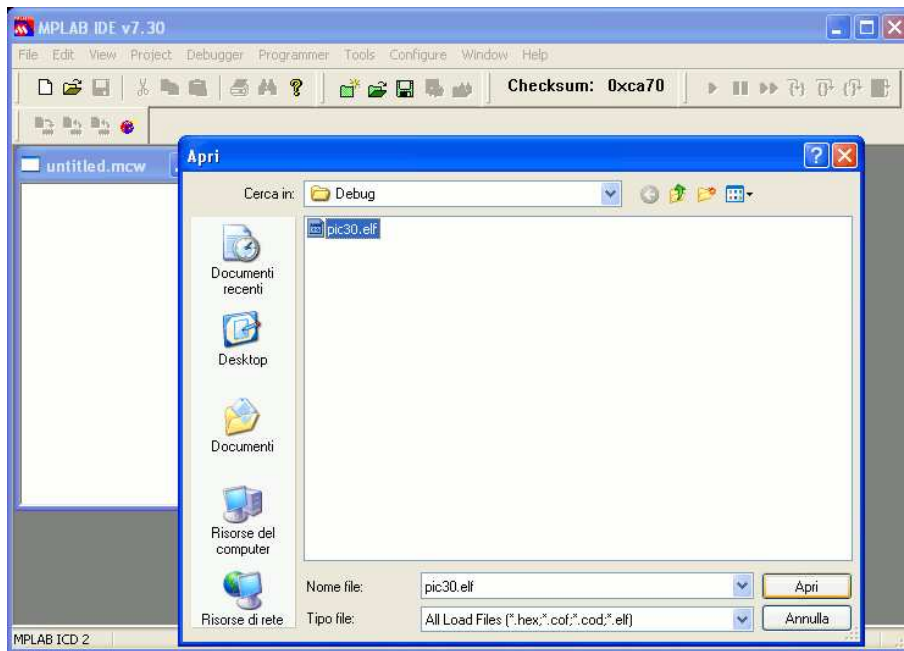 MPLAB IDE v7.30
File Edit View Project Debugger Programmer Tools Configure Window Help
Checksum: 0xca70
untitled.mcw
Apri
Cerca in: Debug
pic30.elf
Documenti
recenti
Desktop
Documenti
Risorse del
computer
Risorse di rete
Nome file: pic30.elf Apri
Tipo file: All Load Files (*.hex;*.cof;*.cod;*.elf) Annulla
MPLAB ICD 2